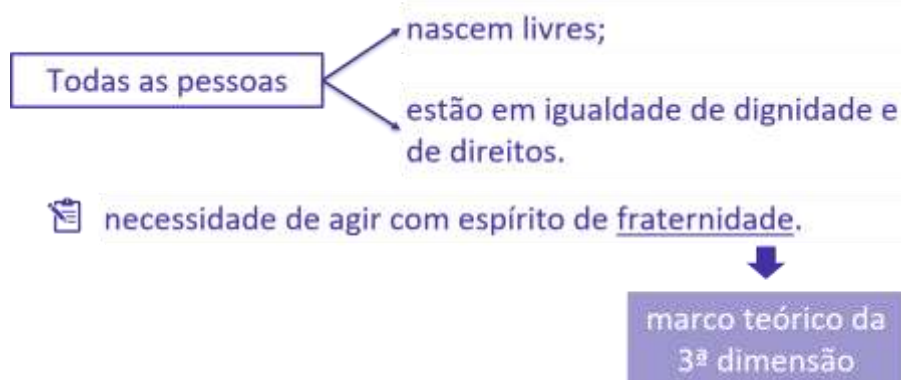 nascem livres;
Todas as pessoas
estão em igualdade de dignidade e
de direitos.
necessidade de agir com espírito de fraternidade.
marco teórico da
3ª dimensão